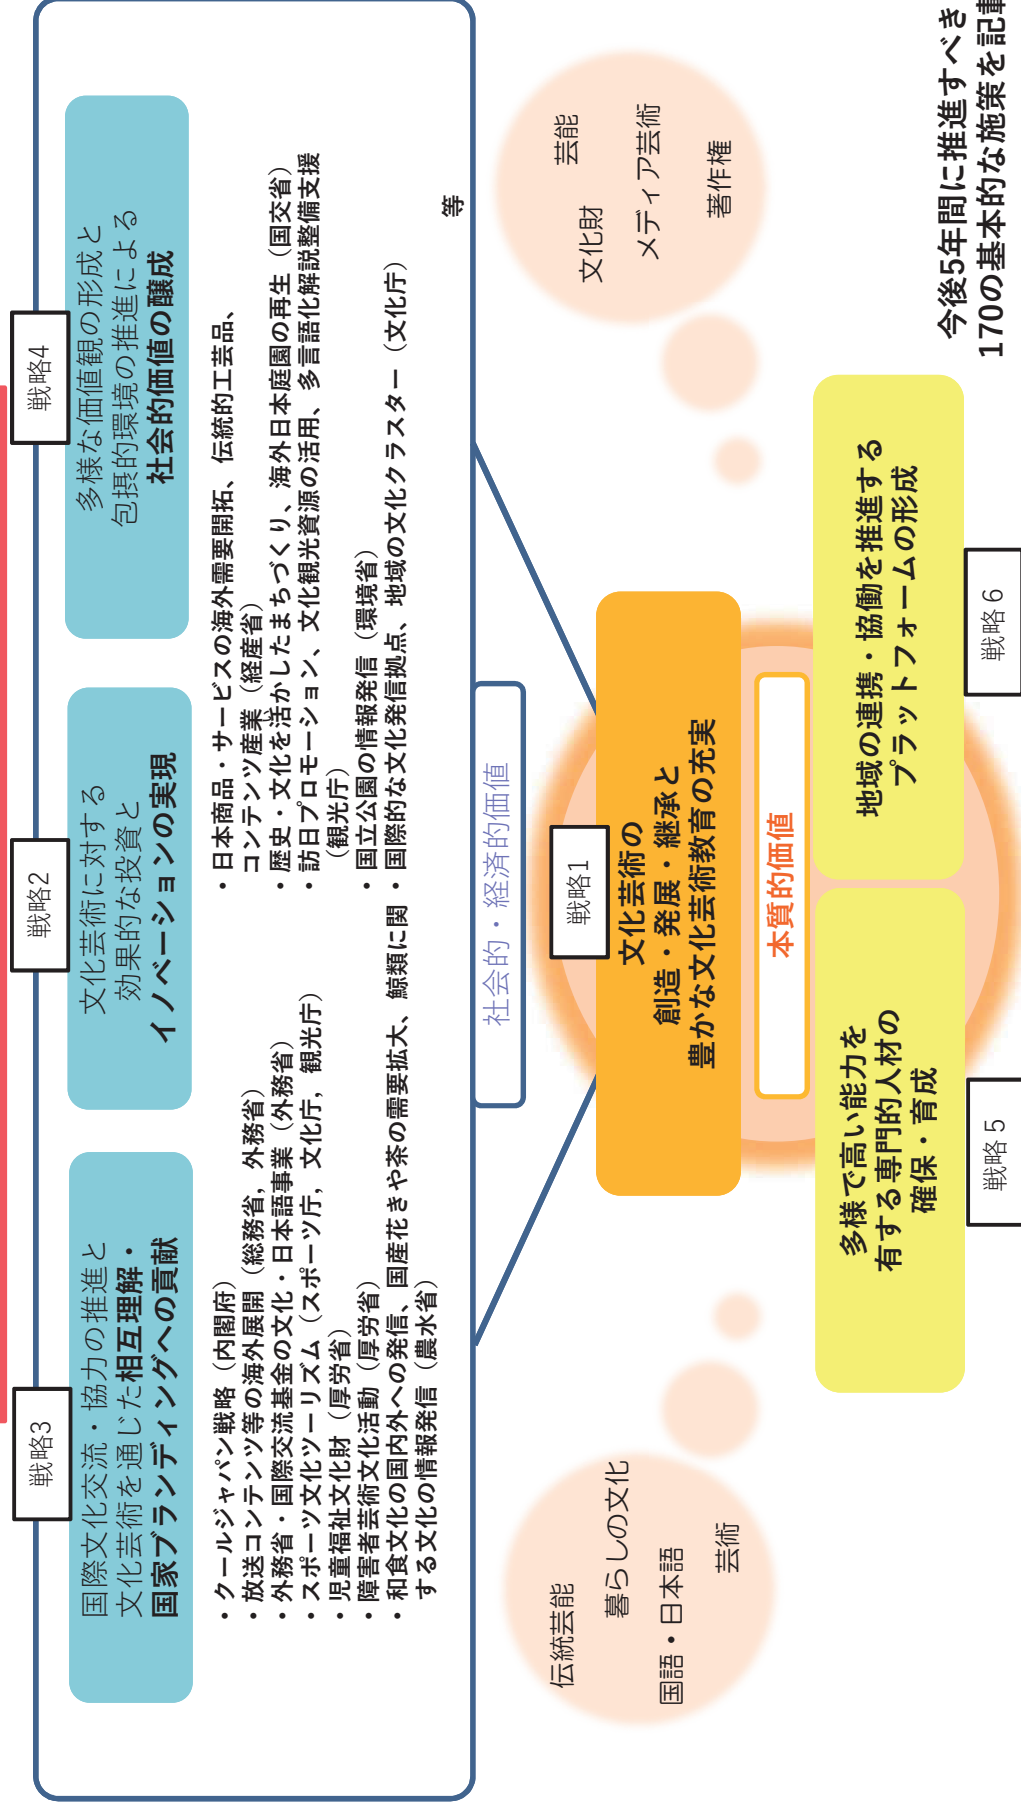 戦略3
国際文化交流・協力の推進と
文化芸術を通じた相互理解・
国家ブランディングへの貢献
戦略2
文化芸術に対する
効果的な投資と
イノベーションの実現
戦略4
多様な価値観の形成と
包摂的環境の推進による
社会的価値の醸成
・クールジャパン戦略（内閣府）
・放送コンテンツ等の海外展開（総務省，外務省）
・外務省・国際交流基金の文化・日本語事業（外務省）
・スポーツ文化ツーリズム（スポーツ庁，文化庁，観光庁）
・児童福祉文化財（厚労省）
・障害者芸術文化活動（厚労省）
・和食文化の国内外への発信、国産花きや茶の需要拡大、鯨類に関
する文化の情報発信（農水省）
・日本商品・サービスの海外需要開拓、伝統的工芸品、
コンテンツ産業（経産省）
・歴史・文化を活かしたまちづくり、海外日本庭園の再生（国交省）
・訪日プロモーション、文化観光資源の活用、多言語化解説整備支援
（観光庁）
・国立公園の情報発信（環境省）
・国際的な文化発信拠点、地域の文化クラスター（文化庁）
等
社会的・経済的価値
伝統芸能
暮らしの文化
国語・日本語
芸術
戦略1
文化芸術の
創造・発展・継承と
豊かな文化芸術教育の充実
本質的価値
芸能
文化財
メディア芸術
著作権
多様で高い能力を
有する専門的人材の
確保・育成
戦略５
地域の連携・協働を推進する
プラットフォームの形成
戦略６
今後5年間に推進すべき
170の基本的な施策を記載